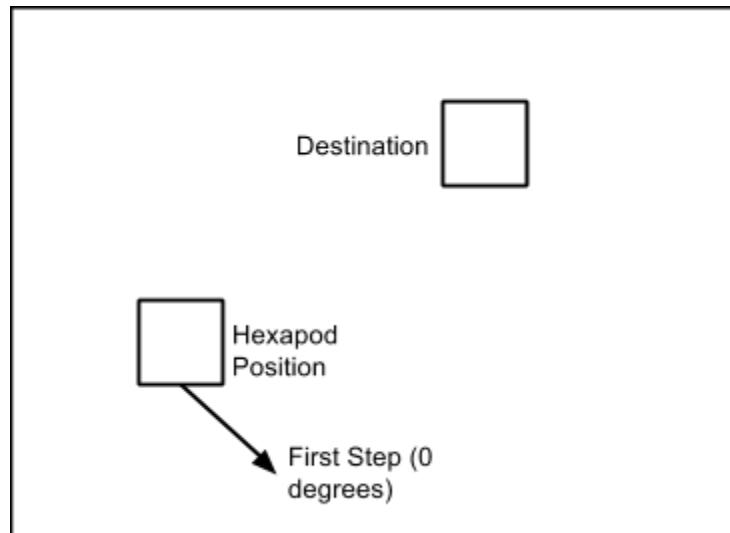 Destination
Hexapod
Position
First Step (0
degrees)